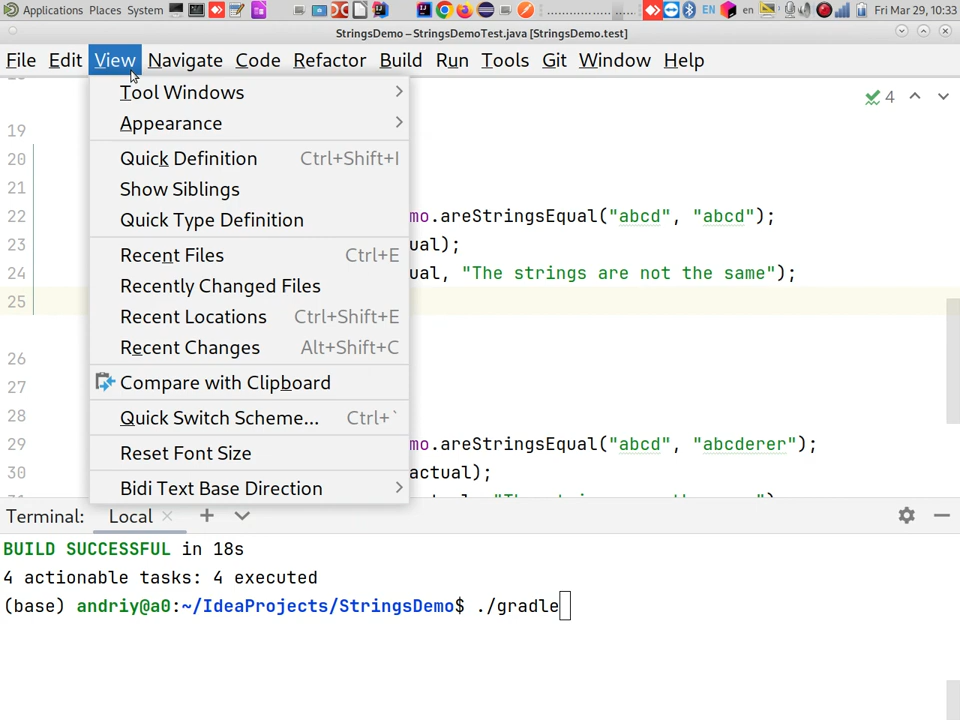 Applications Places System EN en Fri Mar 29, 10:33
StringsDemo – StringsDemoTest.java [StringsDemo.test]
File Edit View Navigate Code Refactor Build Run Tools Git Window Help
Tool Windows
4
Appearance
19
20
Quick Definition Ctrl+Shift+I
21
Show Siblings
22
mo.areStringsEqual("abcd", "abcd");
Quick Type Definition
23
ual);
Recent Files Ctrl+E
24
ual, "The strings are not the same");
Recently Changed Files
25
Recent Locations Ctrl+Shift+E
Recent Changes Alt+Shift+C
26
27
Compare with Clipboard
28
Quick Switch Scheme... Ctrl+`
29
mo.areStringsEqual("abcd", "abcderer");
Reset Font Size
30
actual);
Bidi Text Base Direction
Terminal: Local
BUILD SUCCESSFUL in 18s
4 actionable tasks: 4 executed
(base) andriy@a0:~/IdeaProjects/StringsDemo$ ./gradle